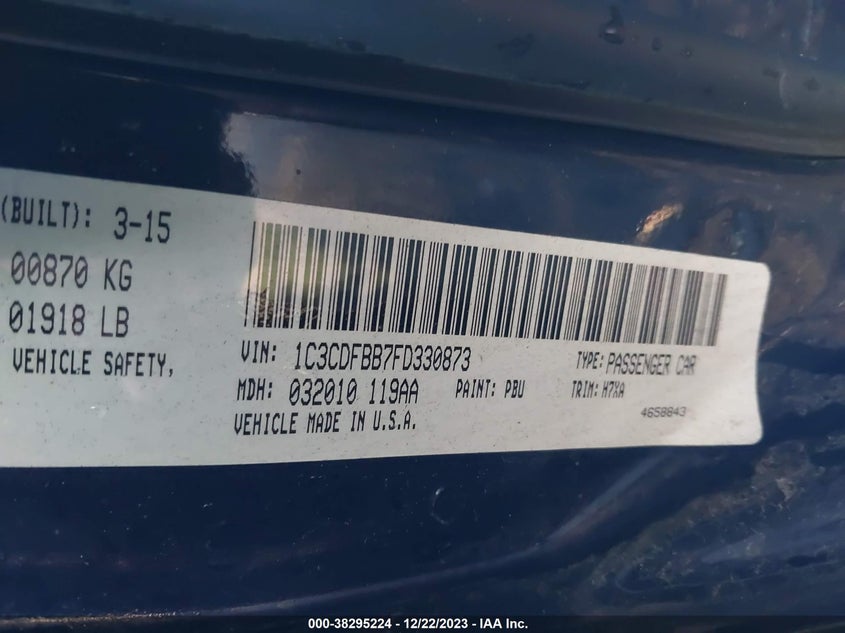 (BUILT): 3-15
00870 KG
01918 LB
VEHICLE SAFETY,
VIN: 1C3CDFBB7FD330873 TYPE: PASSENGER CAR
MDH: 032010 119AA PAINT: PBU TRIM: H7XA
VEHICLE MADE IN U.S.A. 4658843
000-38295224 - 12/22/2023 - IAA Inc.